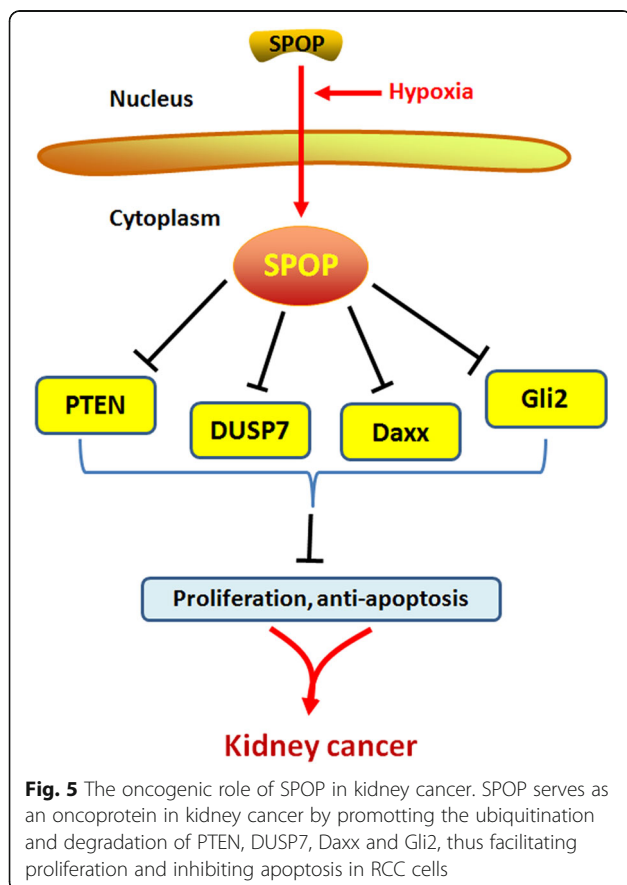 SPOP
Nucleus
Hypoxia
Cytoplasm
SPOP
PTEN
DUSP7
Daxx
Gli2
Proliferation, anti-apoptosis
Kidney cancer
Fig. 5 The oncogenic role of SPOP in kidney cancer. SPOP serves as
an oncoprotein in kidney cancer by promotting the ubiquitination
and degradation of PTEN, DUSP7, Daxx and Gli2, thus facilitating
proliferation and inhibiting apoptosis in RCC cells